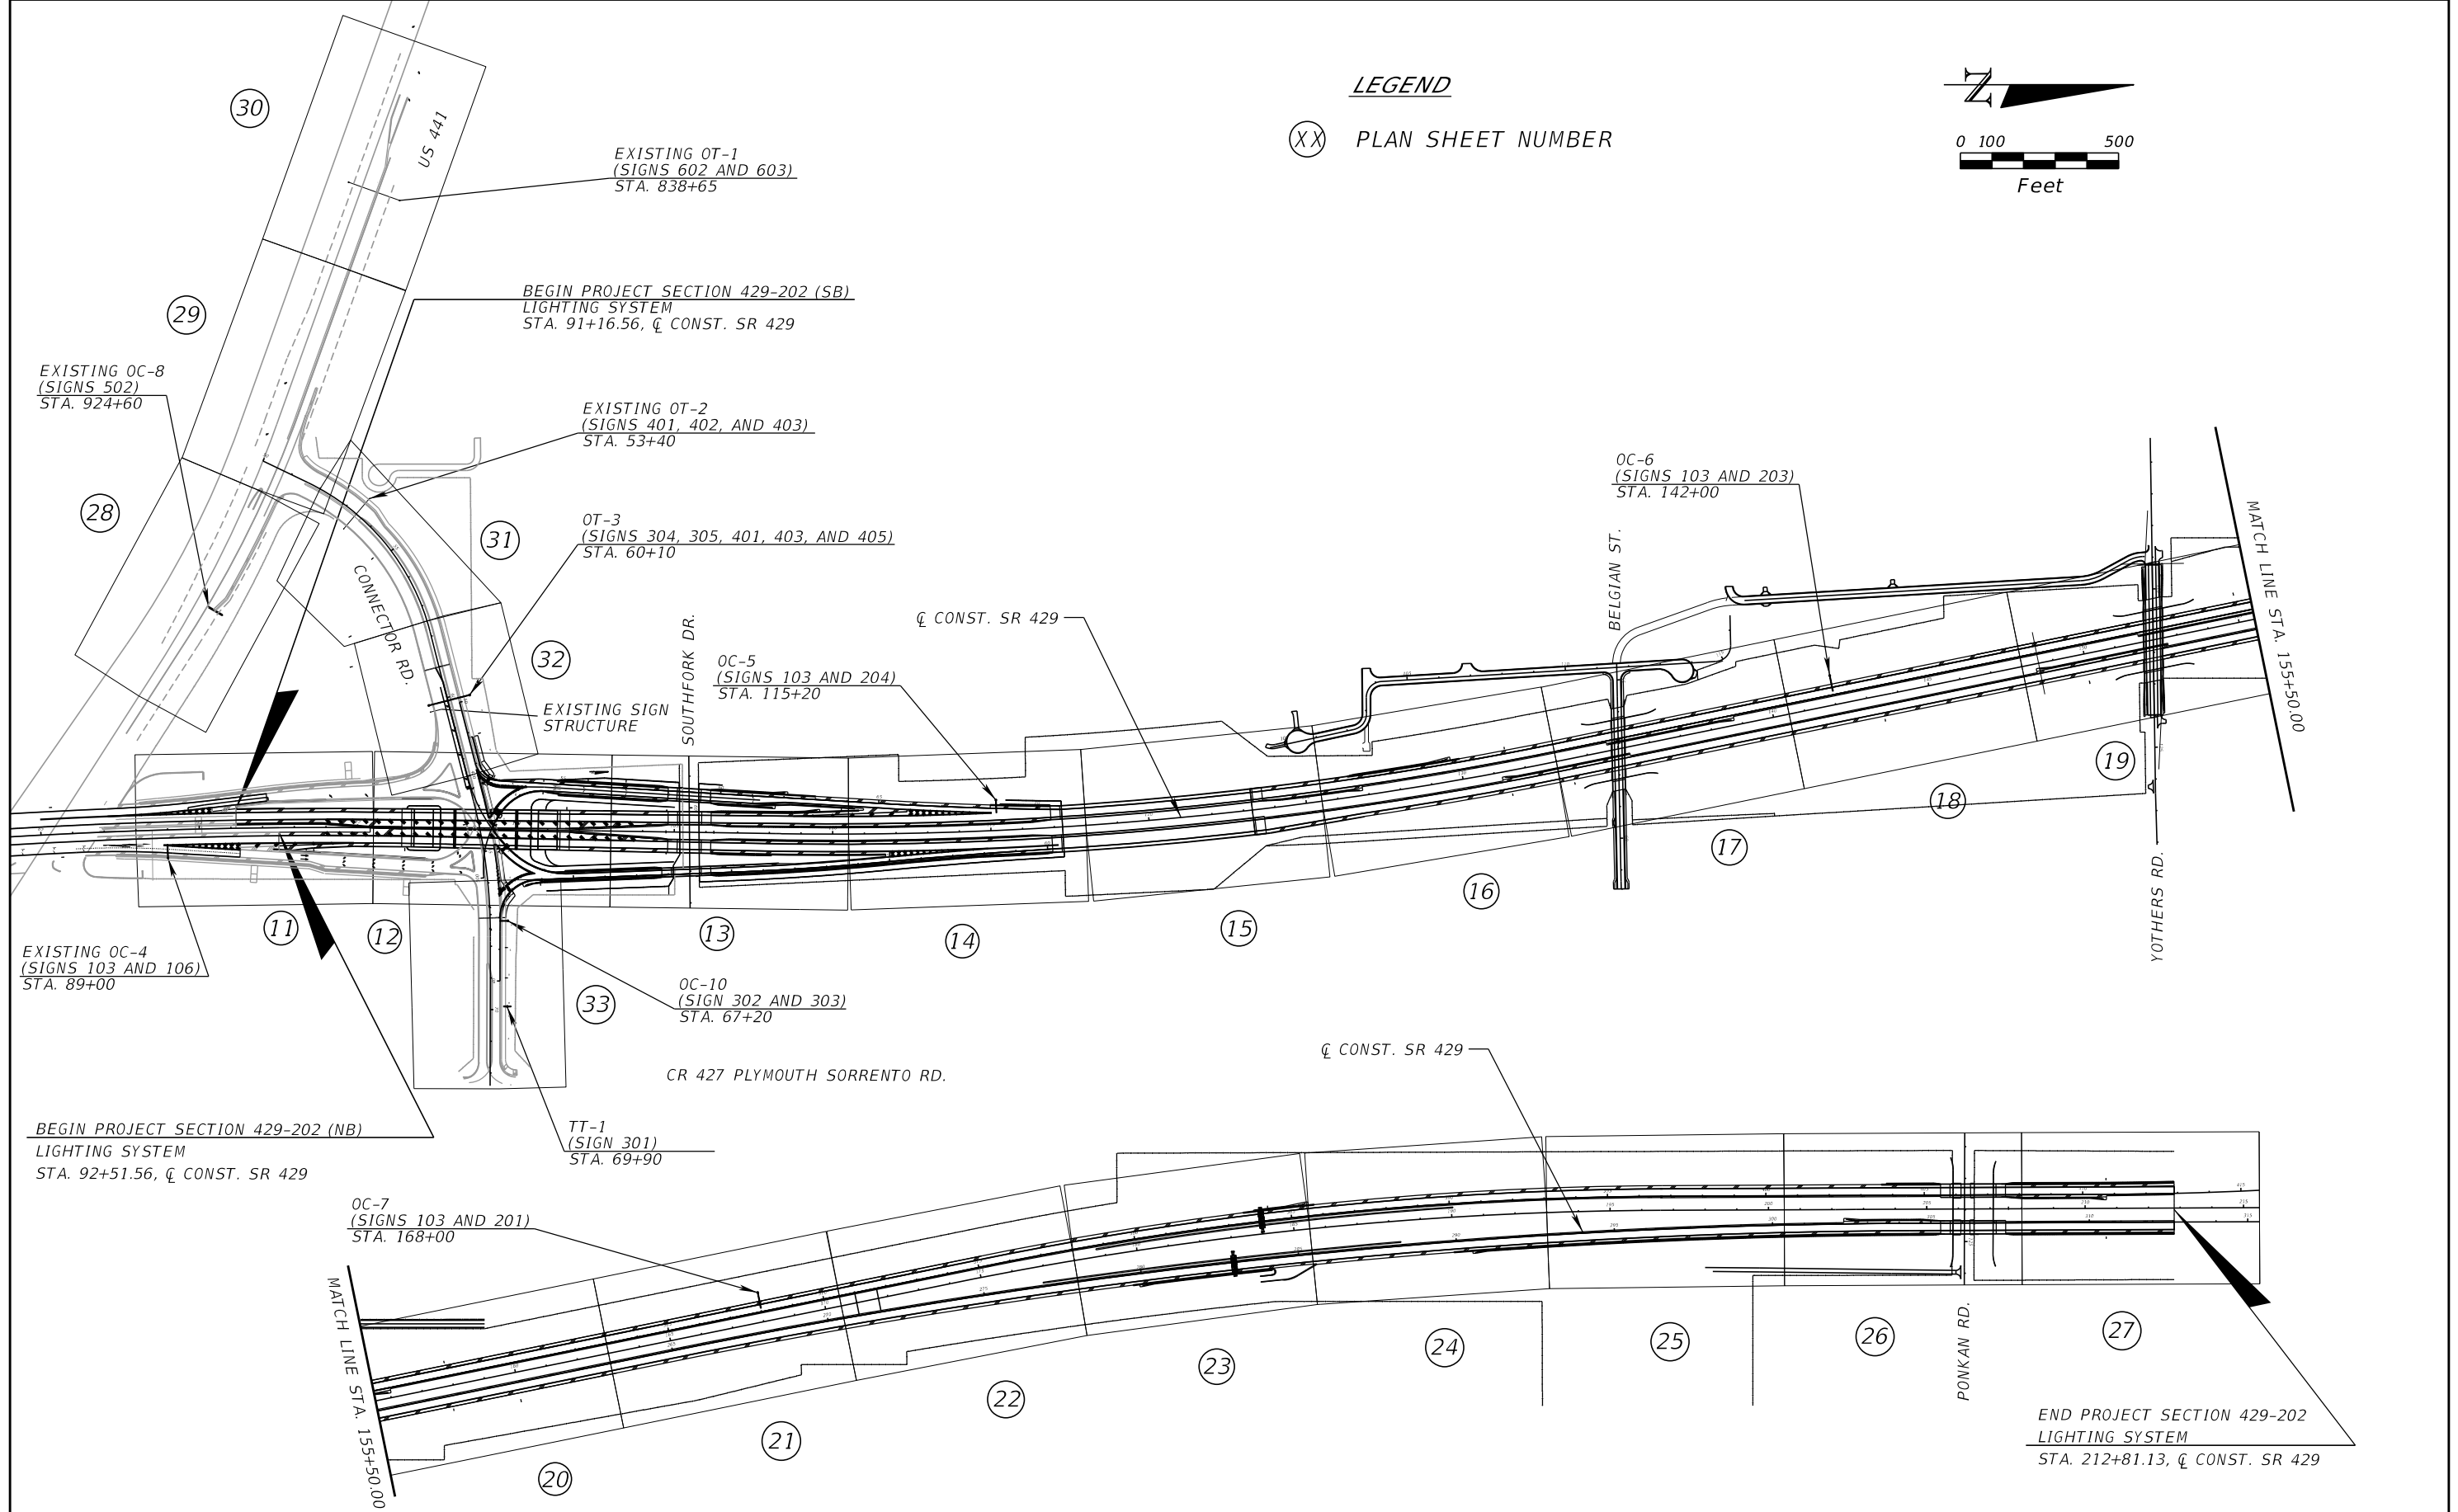 LEGEND
XX PLAN SHEET NUMBER
N
0 100 500
Feet
30
US 441
EXISTING OT-1
(SIGNS 602 AND 603)
STA. 838+65
29
BEGIN PROJECT SECTION 429-202 (SB)
LIGHTING SYSTEM
STA. 91+16.56, ℄ CONST. SR 429
EXISTING OC-8
(SIGNS 502)
STA. 924+60
EXISTING OT-2
(SIGNS 401, 402, AND 403)
STA. 53+40
28
31
OT-3
(SIGNS 304, 305, 401, 403, AND 405)
STA. 60+10
CONNECTOR RD.
32
EXISTING SIGN
STRUCTURE
SOUTHFORK DR.
OC-5
(SIGNS 103 AND 204)
STA. 115+20
℄ CONST. SR 429
BELGIAN ST.
OC-6
(SIGNS 103 AND 203)
STA. 142+00
MATCH LINE STA. 155+50.00
YOTHERS RD.
11
12
13
14
15
16
17
18
19
EXISTING OC-4
(SIGNS 103 AND 106)
STA. 89+00
OC-10
(SIGN 302 AND 303)
STA. 67+20
33
CR 427 PLYMOUTH SORRENTO RD.
TT-1
(SIGN 301)
STA. 69+90
BEGIN PROJECT SECTION 429-202 (NB)
LIGHTING SYSTEM
STA. 92+51.56, ℄ CONST. SR 429
℄ CONST. SR 429
OC-7
(SIGNS 103 AND 201)
STA. 168+00
MATCH LINE STA. 155+50.00
20
21
22
23
24
25
26
PONKAN RD.
27
END PROJECT SECTION 429-202
LIGHTING SYSTEM
STA. 212+81.13, ℄ CONST. SR 429